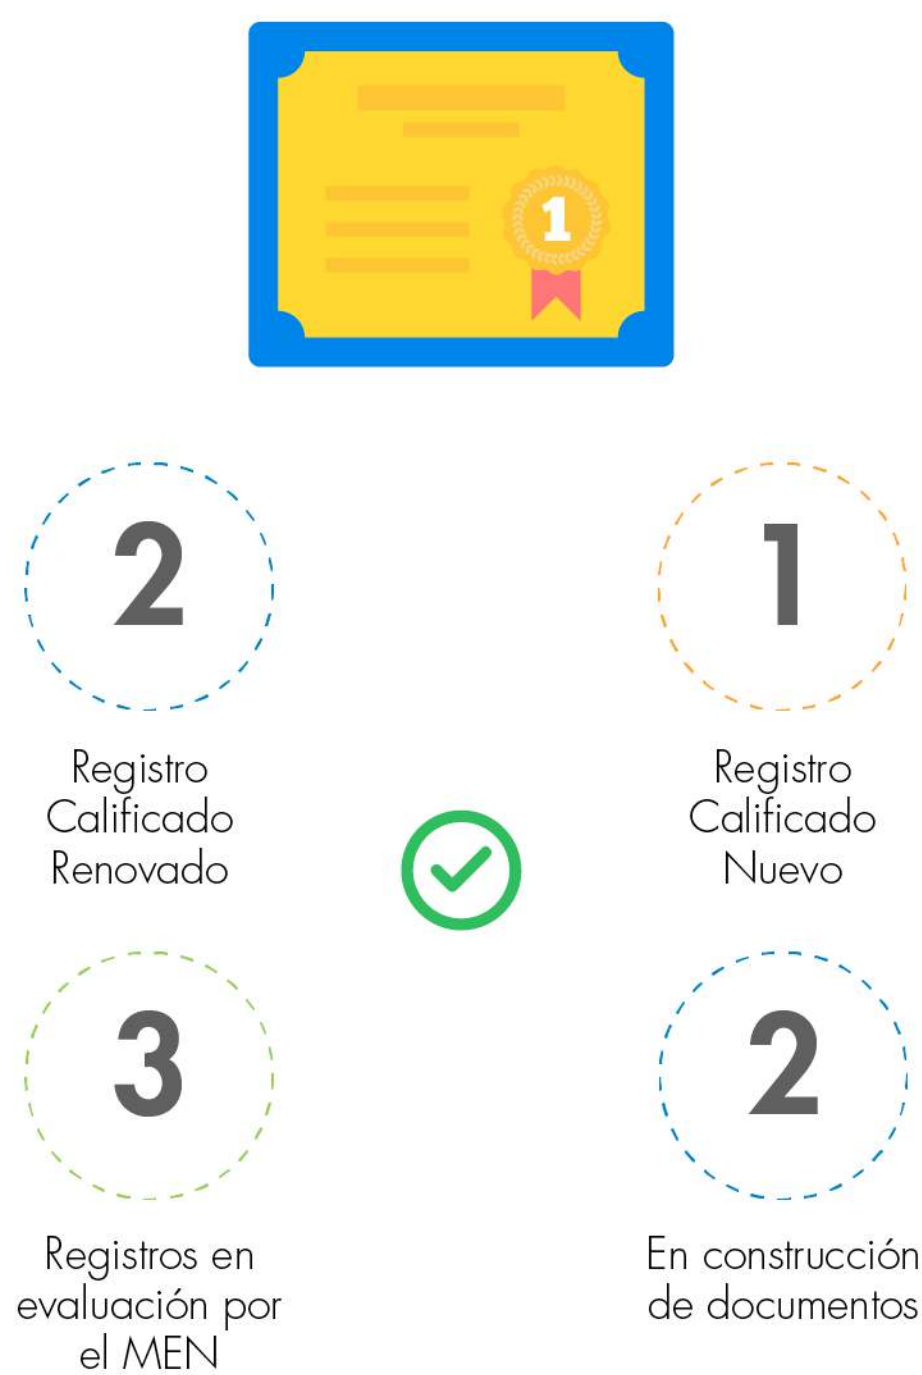 1
2
Registro
Calificado
Renovado
1
Registro
Calificado
Nuevo
3
Registros en
evaluación por
el MEN
2
En construcción
de documentos